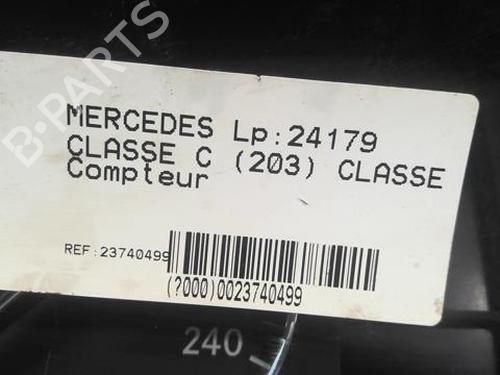 B-PARTS
MERCEDES Lp:24179
CLASSE C (203) CLASSE
Compteur
REF:23740499
(?000)0023740499
240